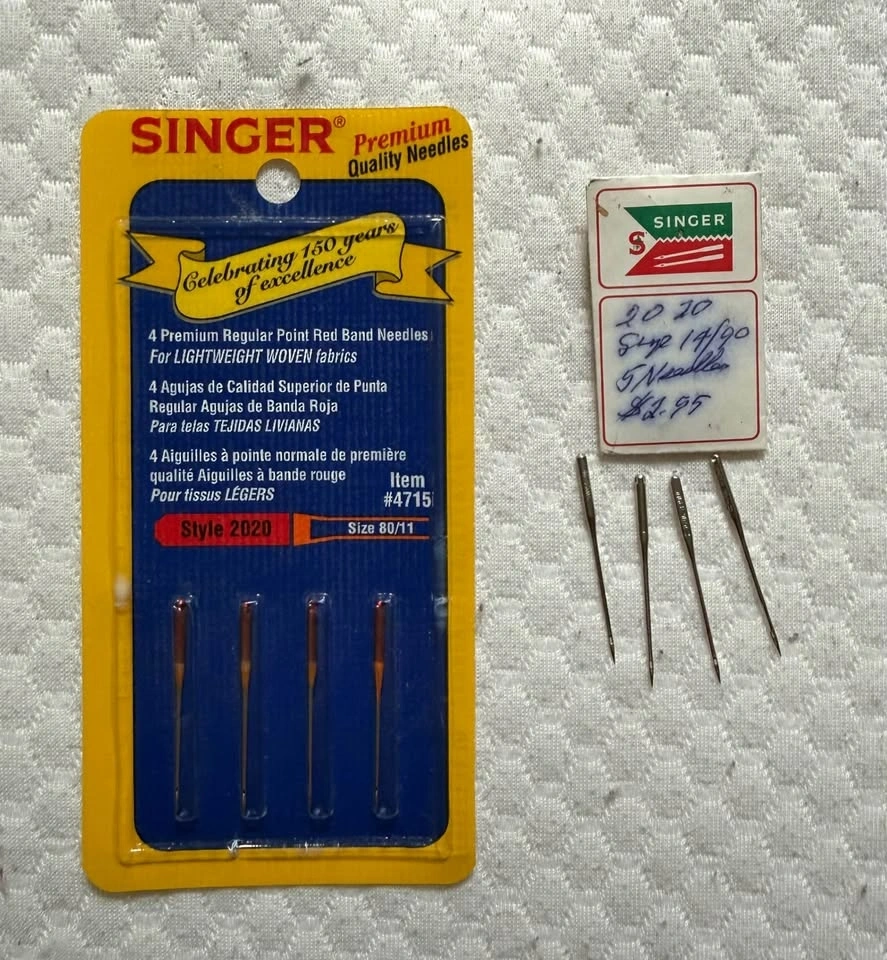 SINGER®
Premium
Quality Needles
Celebrating 150 years
of excellence
4 Premium Regular Point Red Band Needles
For LIGHTWEIGHT WOVEN fabrics
4 Agujas de Calidad Superior de Punta
Regular Agujas de Banda Roja
Para telas TEJIDAS LIVIANAS
4 Aiguilles à pointe normale de première
qualité Aiguilles à bande rouge
Pour tissus LÉGERS
Item
#4715
Style 2020
Size 80/11
S SINGER
2020
14/90
5 Needles
$2.95